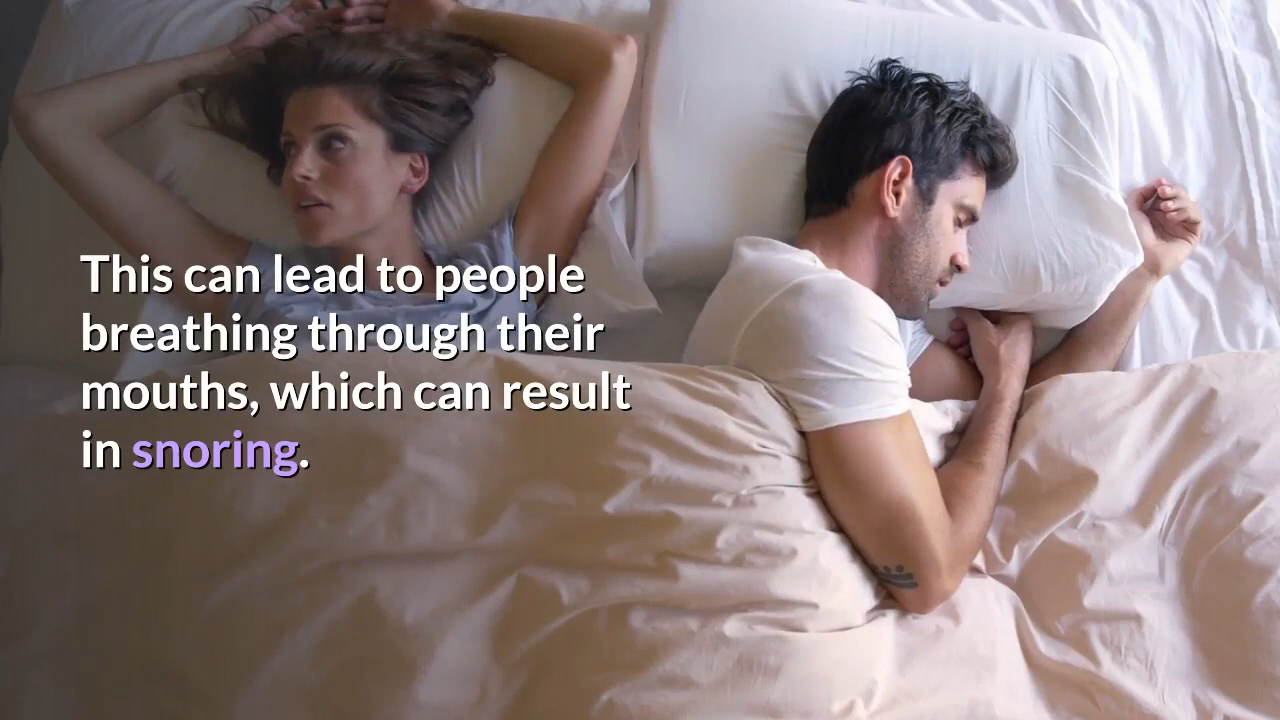 This can lead to people
breathing through their
mouths, which can result
in snoring.